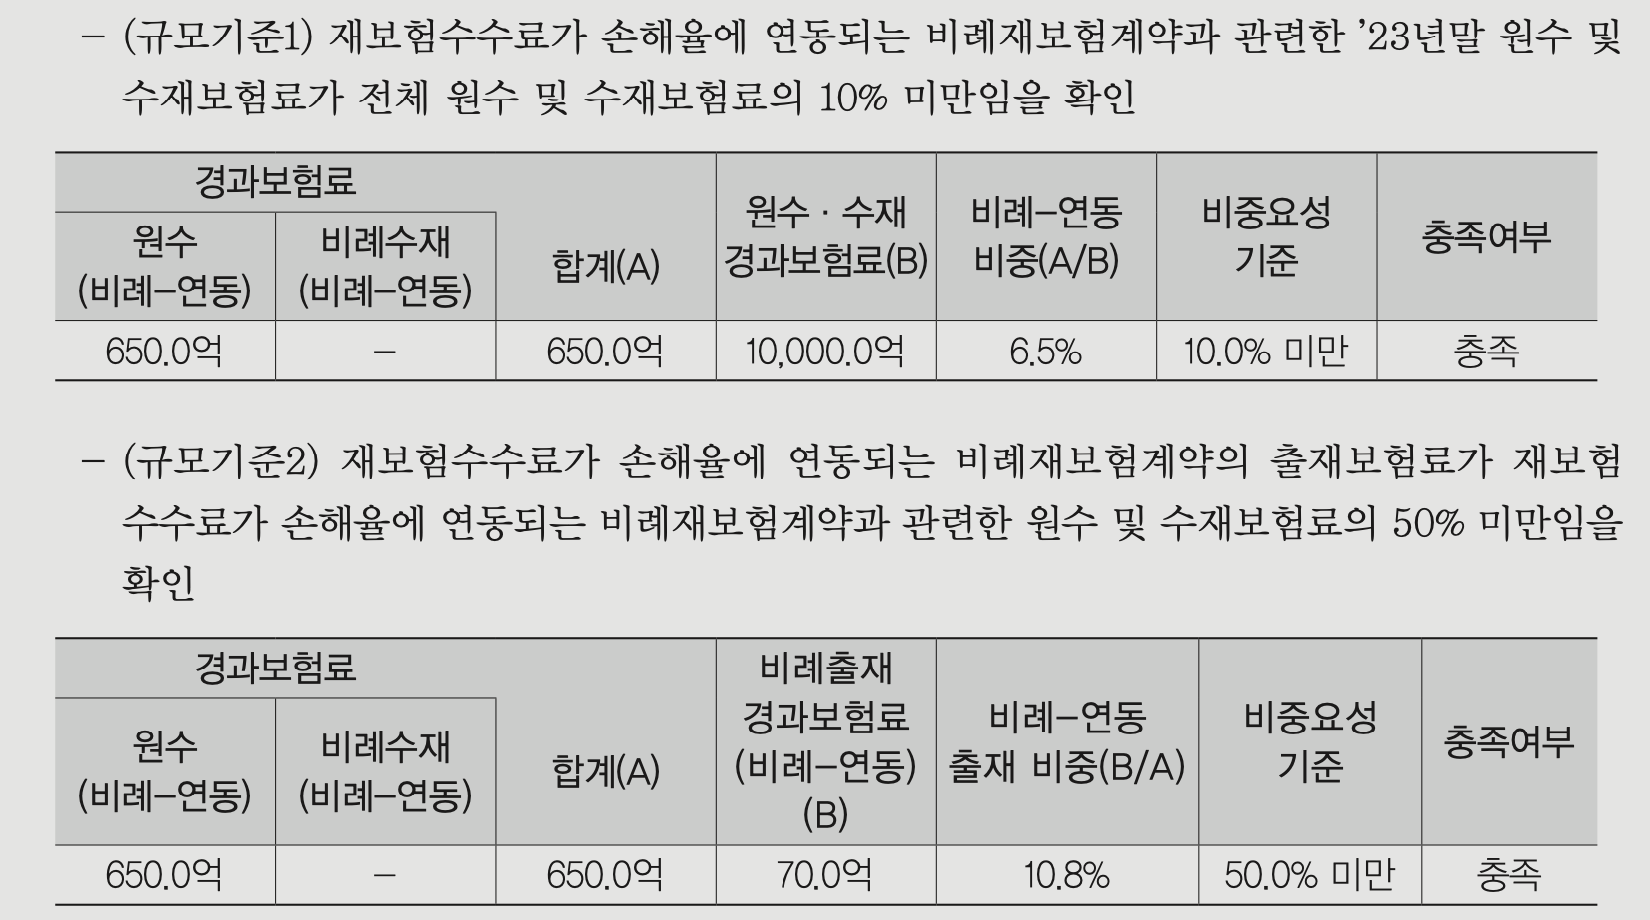 – (규모기준1) 재보험수수료가 손해율에 연동되는 비례재보험계약과 관련한 ’23년말 원수 및
수재보험료가 전체 원수 및 수재보험료의 10% 미만임을 확인
경과보험료
원수
(비례–연동)
비례수재
(비례–연동)
합계(A)
원수 · 수재
경과보험료(B)
비례–연동
비중(A/B)
비중요성
기준
충족여부
650.0억 – 650.0억 10,000.0억 6.5% 10.0% 미만 충족
– (규모기준2) 재보험수수료가 손해율에 연동되는 비례재보험계약의 출재보험료가 재보험
수수료가 손해율에 연동되는 비례재보험계약과 관련한 원수 및 수재보험료의 50% 미만임을
확인
경과보험료
원수
(비례–연동)
비례수재
(비례–연동)
합계(A)
비례출재
경과보험료
(비례–연동)
(B)
비례–연동
출재 비중(B/A)
비중요성
기준
충족여부
650.0억 – 650.0억 70.0억 10.8% 50.0% 미만 충족